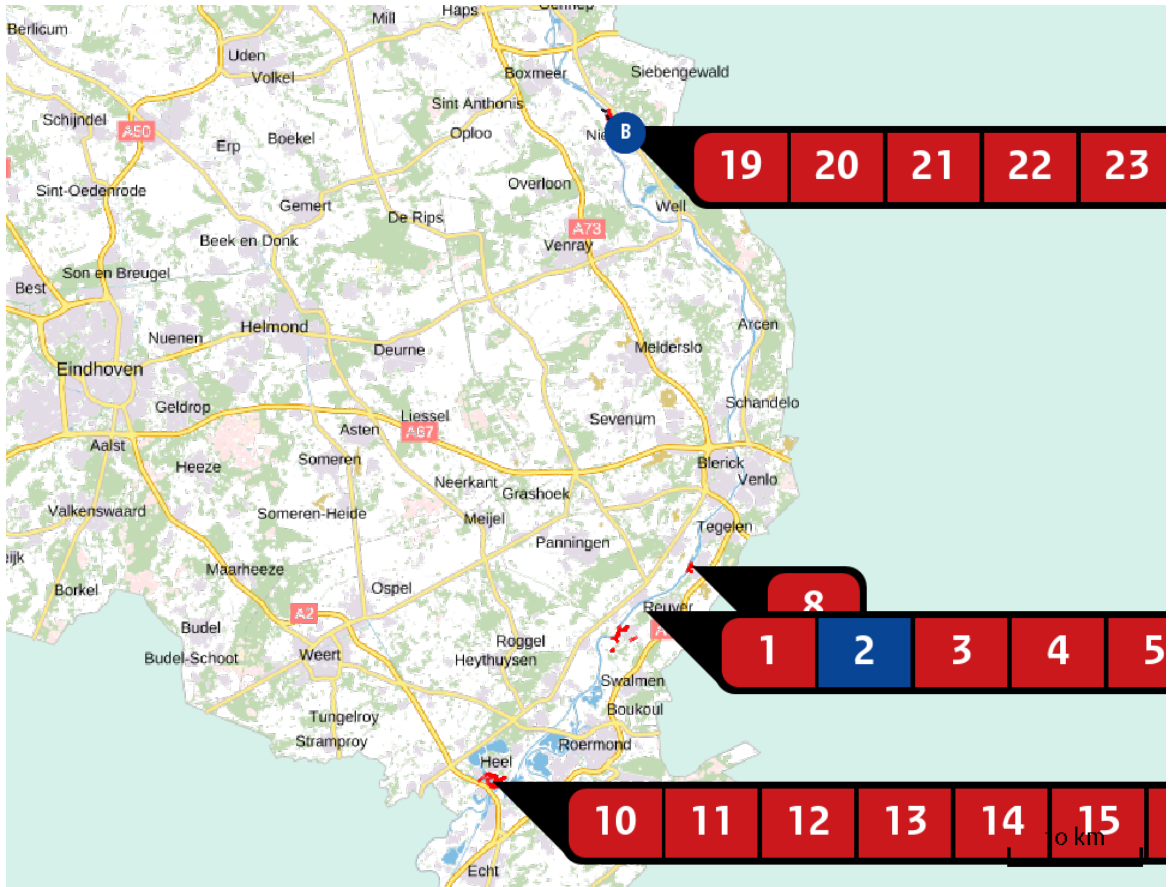 Haps
Mill
Berlicum
Uden
Volkel
Boxmeer
Siebengewald
Sint Anthonis
Schijndel
A50
Oploo
B
Erp
Boekel
19 20 21 22 23
Sint-Oedenrode
Overloon
Gemert
De Rips
Well
A73
Beek en Donk
Venray
Son en Breugel
Best
Helmond
Arcen
Nuenen
Deurne
Melderslo
Eindhoven
Geldrop
Schandelo
Liessel
Sevenum
Asten
A67
Aalst
Someren
Blerick
Heeze
Neerkant
Venlo
Grashoek
Valkenswaard
Someren-Heide
Meijel
Tegelen
Panningen
Maarheeze
Borkel
Ospel
8
Reuver
A2
Budel
Roggel
1 2 3 4 5
Budel-Schoot
Weert
Heythuysen
Swalmen
Boukoul
Tungelroy
Stramproy
Roermond
Heel
10 11 12 13 14 15
10 km
Echt